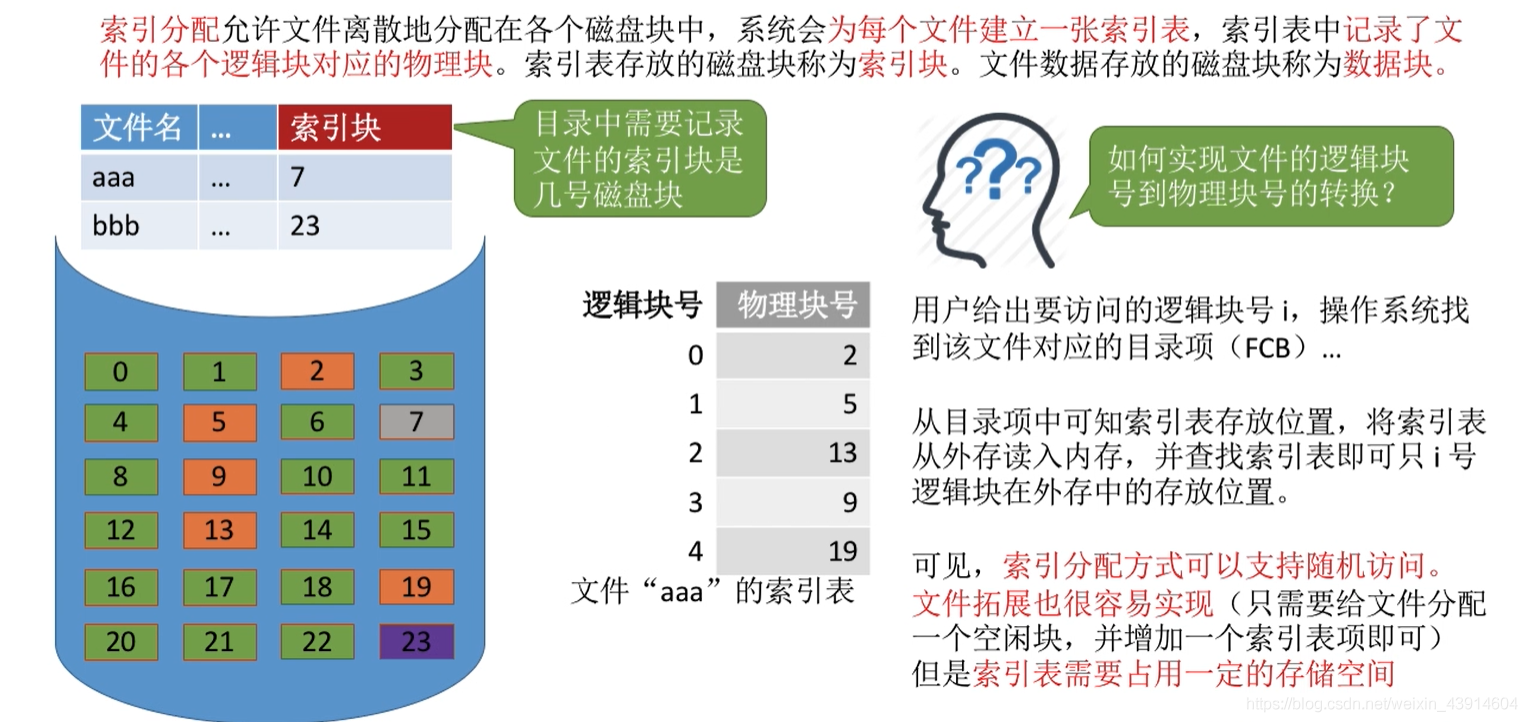 索引分配允许文件离散地分配在各个磁盘块中，系统会为每个文件建立一张索引表，索引表中记录了文
件的各个逻辑块对应的物理块。索引表存放的磁盘块称为索引块。文件数据存放的磁盘块称为数据块。
文件名 ... 索引块
aaa ... 7
bbb ... 23
目录中需要记录
文件的索引块是
几号磁盘块
???
如何实现文件的逻辑块
号到物理块号的转换？
0 1 2 3
4 5 6 7
8 9 10 11
12 13 14 15
16 17 18 19
20 21 22 23
逻辑块号 物理块号
0 2
1 5
2 13
3 9
4 19
文件“aaa”的索引表
用户给出要访问的逻辑块号 i，操作系统找
到该文件对应的目录项（FCB）...
从目录项中可知索引表存放位置，将索引表
从外存读入内存，并查找索引表即可只 i 号
逻辑块在外存中的存放位置。
可见，索引分配方式可以支持随机访问。
文件拓展也很容易实现（只需要给文件分配
一个空闲块，并增加一个索引表项即可）
但是索引表需要占用一定的存储空间
https://blog.csdn.net/weixin_43914604